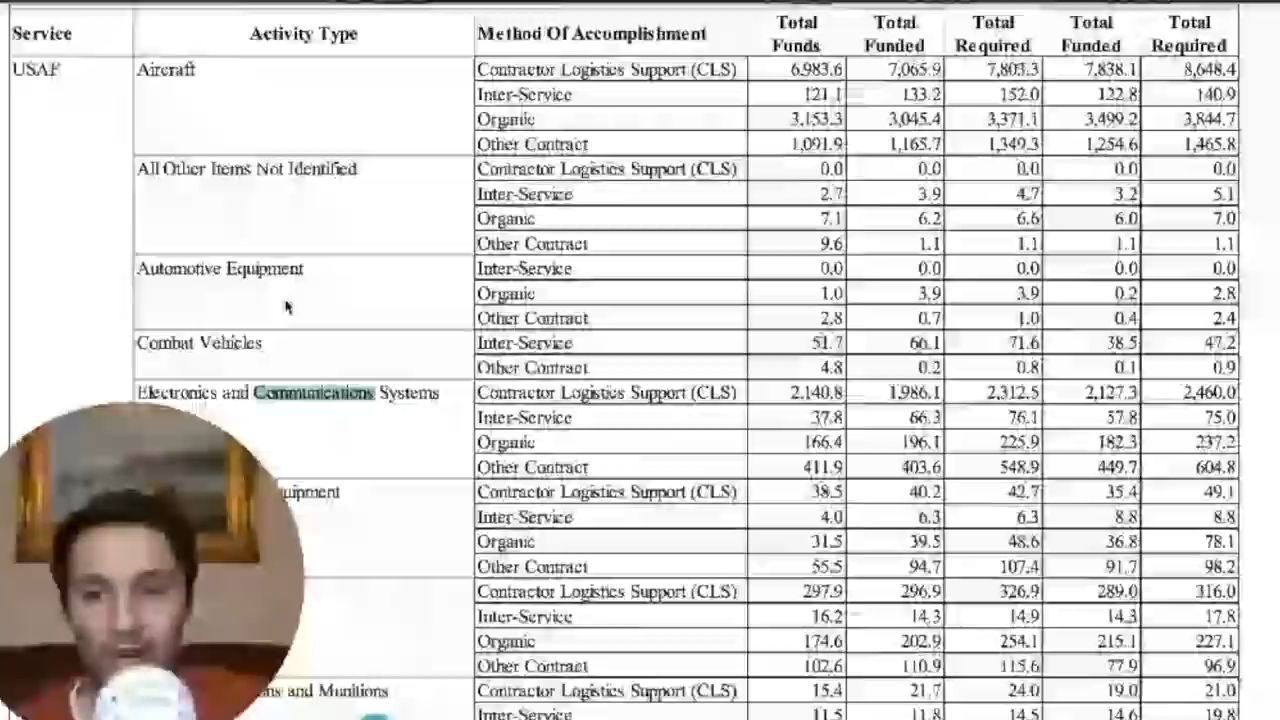 Service Activity Type Method Of Accomplishment Total Funds Total Funded Total Required Total Funded Total Required
USAF Aircraft Contractor Logistics Support (CLS) 6,983.6 7,065.9 7,803.3 7,838.1 8,648.4
Inter-Service 121.1 133.2 152.0 122.8 140.9
Organic 3,153.3 3,045.4 3,371.1 3,499.2 3,844.7
Other Contract 1,091.9 1,165.7 1,349.3 1,254.6 1,465.8
All Other Items Not Identified Contractor Logistics Support (CLS) 0.0 0.0 0.0 0.0 0.0
Inter-Service 2.7 3.9 4.7 3.2 5.1
Organic 7.1 6.2 6.6 6.0 7.0
Other Contract 9.6 1.1 1.1 1.1 1.1
Automotive Equipment Inter-Service 0.0 0.0 0.0 0.0 0.0
Organic 1.0 3.9 3.9 0.2 2.8
Other Contract 2.8 0.7 1.0 0.4 2.4
Combat Vehicles Inter-Service 51.7 66.1 71.6 38.5 47.2
Other Contract 4.8 0.2 0.8 0.1 0.9
Electronics and Communications Systems Contractor Logistics Support (CLS) 2,140.8 1,986.1 2,312.5 2,127.3 2,460.0
Inter-Service 37.8 66.3 76.1 57.8 75.0
Organic 166.4 196.1 225.9 182.3 237.2
Other Contract 411.9 403.6 548.9 449.7 604.8
uipment Contractor Logistics Support (CLS) 38.5 40.2 42.7 35.4 49.1
Inter-Service 4.0 6.3 6.3 8.8 8.8
Organic 31.5 39.5 48.6 36.8 78.1
Other Contract 55.5 94.7 107.4 91.7 98.2
Contractor Logistics Support (CLS) 297.9 296.9 326.9 289.0 316.0
Inter-Service 16.2 14.3 14.9 14.3 17.8
Organic 174.6 202.9 254.1 215.1 227.1
Other Contract 102.6 110.9 115.6 77.9 96.9
ns and Munitions Contractor Logistics Support (CLS) 15.4 21.7 24.0 19.0 21.0
Inter-Service 11.5 11.8 14.5 14.6 19.8